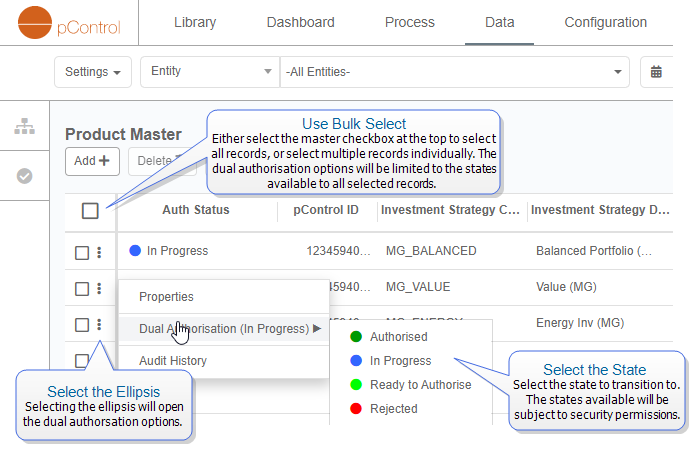 pControl
Library
Dashboard
Process
Data
Configuration
Settings
Entity
-All Entities-
Product Master
Add +
Delete
Use Bulk Select
Either select the master checkbox at the top to select
all records, or select multiple records individually. The
dual authorisation options will be limited to the states
available to all selected records.
Auth Status
pControl ID
Investment Strategy C...
Investment Strategy D...
In Progress
12345940...
MG_BALANCED
Balanced Portfolio (...
MG_VALUE
Value (MG)
Energy Inv (MG)
Properties
Dual Authorisation (In Progress)
Audit History
Authorised
In Progress
Ready to Authorise
Rejected
Select the Ellipsis
Selecting the ellipsis will open
the dual authorsation options.
Select the State
Select the state to transition to.
The states available will be
subject to security permissions.